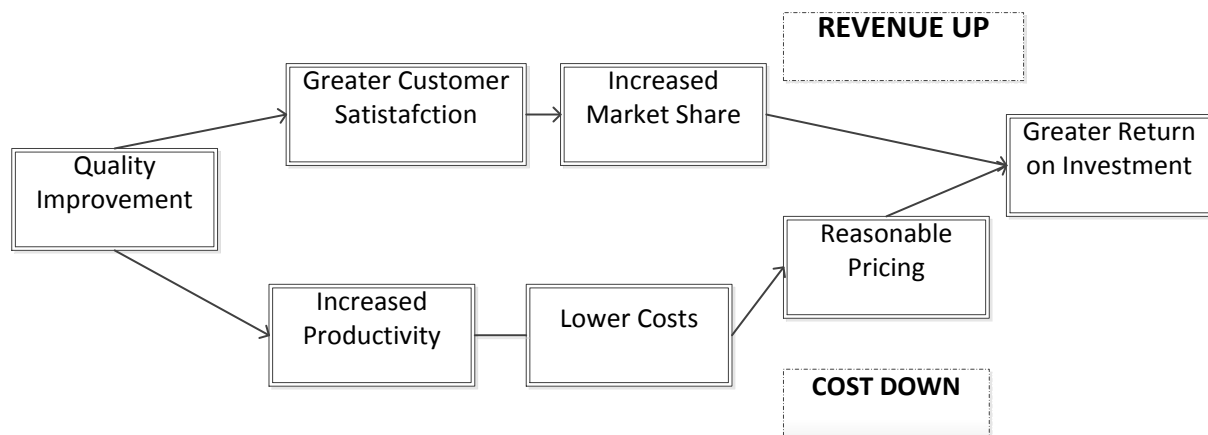 REVENUE UP
Greater Customer
Satistafction
Increased
Market Share
Greater Return
on Investment
Quality
Improvement
Reasonable
Pricing
Increased
Productivity
Lower Costs
COST DOWN